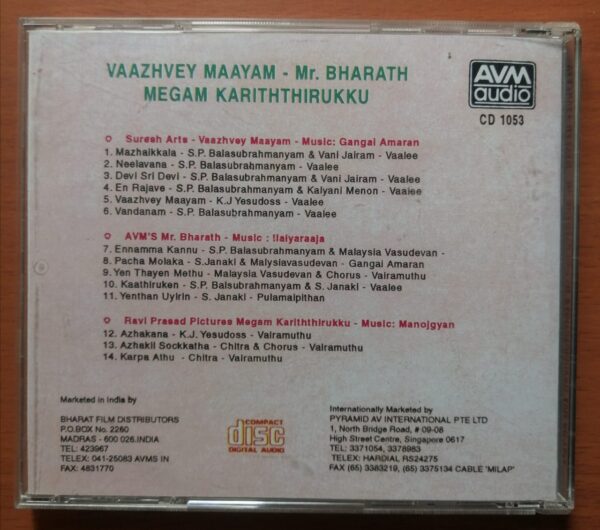 VAAZHVEY MAAYAM - Mr. BHARATH
MEGAM KARITHTHIRUKKU
AVM
audio
CD 1053
Suresh Arts - Vaazhvey Maayam - Music: Gangai Amaran
1. Mazhaikkala - S.P. Balasubrahmanyam & Vani Jairam - Vaalee
2. Neelavana - S.P. Balasubrahmanyam - Vaalee
3. Devi Sri Devi - S.P. Balasubrahmanyam & Vani Jairam - Vaalee
4. En Rajave - S.P. Balasubrahmanyam & Kalyani Menon - Vaalee
5. Vaazhvey Maayam - K.J Yesudoss - Vaalee
6. Vandanam - S.P. Balasubrahmanyam - Vaalee
AVM'S Mr. Bharath - Music : Ilaiyaraaja
7. Ennamma Kannu - S.P. Balasubrahmanyam & Malaysia Vasudevan -
8. Pacha Molaka - S.Janaki & Malysiavasudevan - Gangai Amaran
9. Yen Thayen Methu - Malaysia Vasudevan & Chorus - Vairamuthu
10. Kaathiruken - S.P. Balsubrahmanyam & S. Janaki - Vaalee
11. Yenthan Uyirin - S. Janaki - Pulamaipithan
Ravi Prasad Pictures Megam Kariththirukku - Music: Manojgyan
12. Azhakana - K.J. Yesudoss - Vairamuthu
13. Azhakil Sockkatha - Chitra & Chorus - Vairamuthu
14. Karpa Athu - Chitra - Vairamuthu
Marketed in India by
BHARAT FILM DISTRIBUTORS
P.O.BOX No. 2260
MADRAS - 600 026.INDIA
TEL: 423967
TELEX: 041-25083 AVMS IN
FAX: 4831770
COMPACT
disc
DIGITAL AUDIO
Internationally Marketed by
PYRAMID AV INTERNATIONAL PTE LTD
1, North Bridge Road, # 09-08
High Street Centre, Singapore 0617
TEL: 3371054, 3378983
TELEX: HARDIAL RS24275
FAX (65) 3383219, (65) 3375134 CABLE 'MILAP'